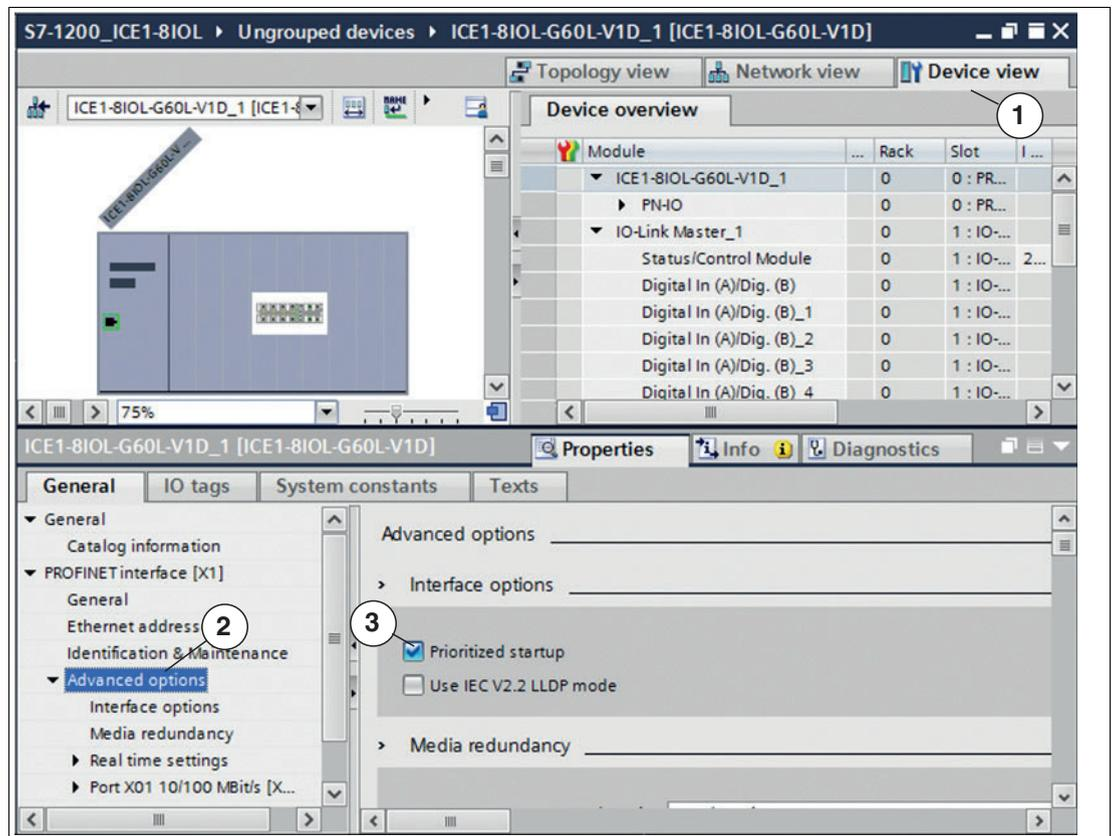 S7-1200_ICE1-8IOL ▸ Ungrouped devices ▸ ICE1-8IOL-G60L-V1D_1 [ICE1-8IOL-G60L-V1D]
Topology view Network view Device view
1
ICE1-8IOL-G60L-V1D_1 [ICE1-8
Device overview
Module ... Rack Slot I ...
ICE1-8IOL-G60L-V1D_1 0 0 : PR...
PN-IO 0 0 : PR...
IO-Link Master_1 0 1 : IO-...
Status/Control Module 0 1 : IO-... 2...
Digital In (A)/Dig. (B) 0 1 : IO-...
Digital In (A)/Dig. (B)_1 0 1 : IO-...
Digital In (A)/Dig. (B)_2 0 1 : IO-...
Digital In (A)/Dig. (B)_3 0 1 : IO-...
Digital In (A)/Dig. (B)_4 0 1 : IO-...
ICE1-8IOL-G60L-V ...
75%
ICE1-8IOL-G60L-V1D_1 [ICE1-8IOL-G60L-V1D]
Properties Info Diagnostics
General IO tags System constants Texts
General
Catalog information
PROFINET interface [X1]
General
Ethernet address
2
Identification & Maintenance
Advanced options
Interface options
Media redundancy
Real time settings
Port X01 10/100 MBit/s [X...
Advanced options
Interface options
3
Prioritized startup
Use IEC V2.2 LLDP mode
Media redundancy